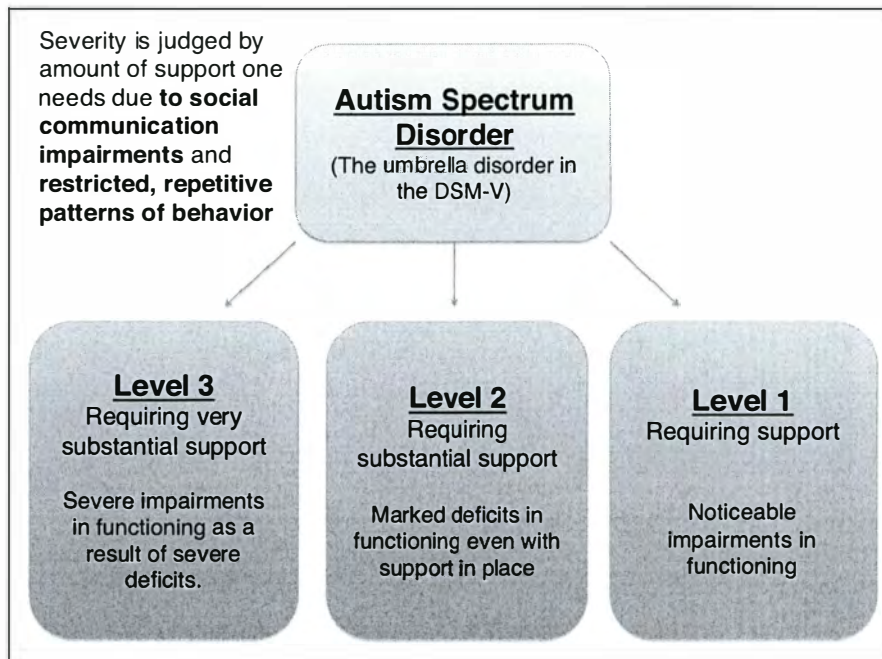 Severity is judged by
amount of support one
needs due to social
communication
impairments and
restricted, repetitive
patterns of behavior
Autism Spectrum
Disorder
(The umbrella disorder in
the DSM-V)
Level 3
Requiring very
substantial support
Severe impairments
in functioning as a
result of severe
deficits.
Level 2
Requiring
substantial support
Marked deficits in
functioning even with
support in place
Level 1
Requiring support
Noticeable
impairments in
functioning